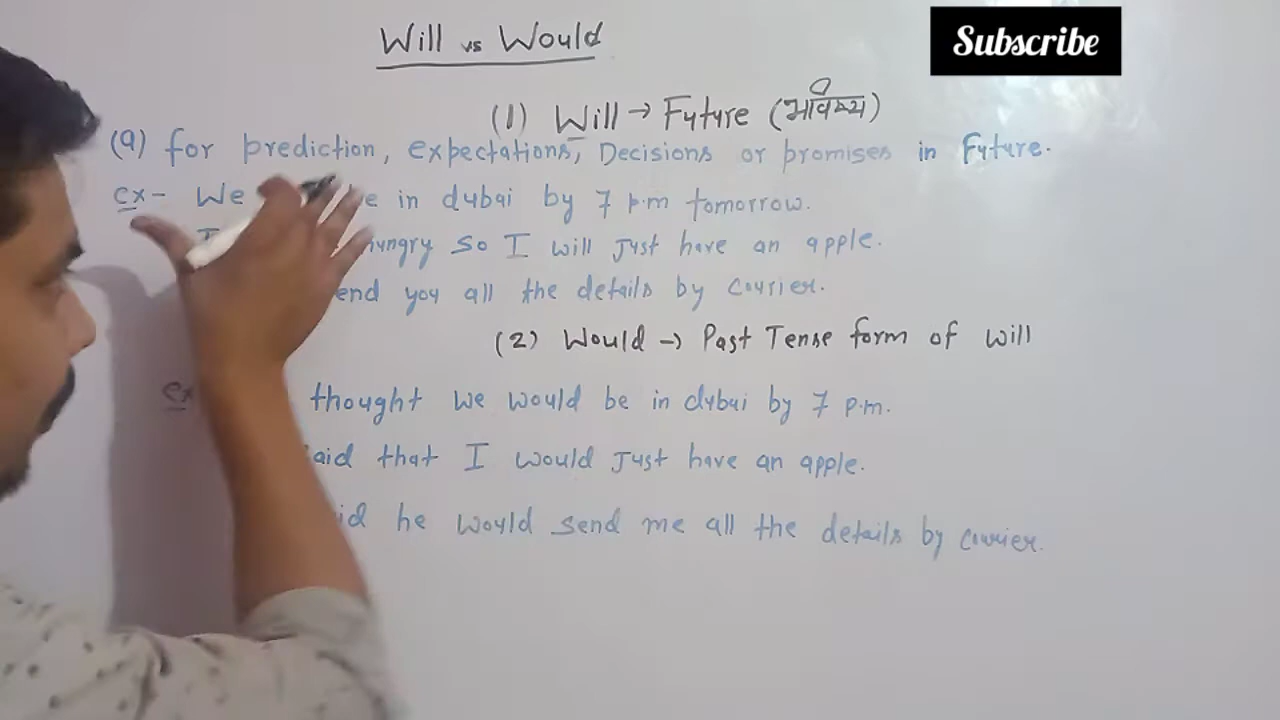 Will vs Would
Subscribe
(1) Will → Future (भविष्य)
(a) for prediction, expectations, Decisions or promises in Future.
ex- We in dubai by 7 p.m tomorrow.
hungry so I will Just have an apple.
you all the details by courier.
(2) Would → Past Tense form of will
ex thought we would be in dubai by 7 p.m.
that I would Just have an apple.
he would send me all the details by courier.